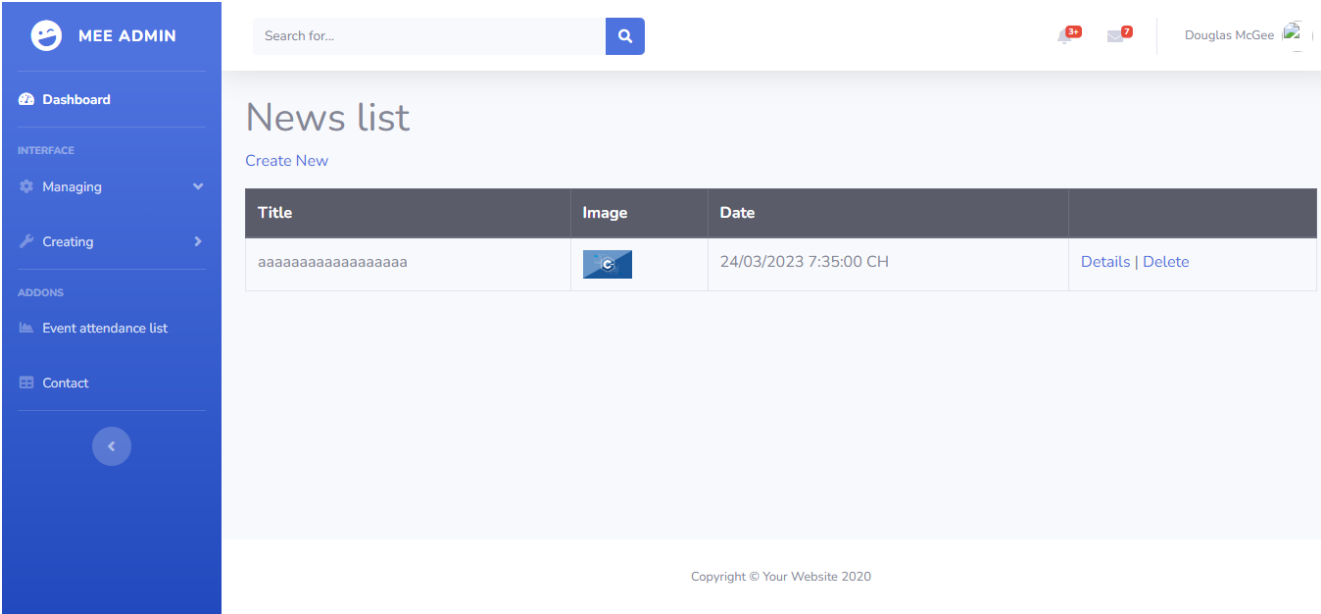 MEE ADMIN
Search for...
3+
7
Douglas McGee
Dashboard
INTERFACE
Managing
Creating
ADDONS
Event attendance list
Contact
News list
Create New
Title Image Date
aaaaaaaaaaaaaaaaaa C 24/03/2023 7:35:00 CH Details | Delete
Copyright © Your Website 2020